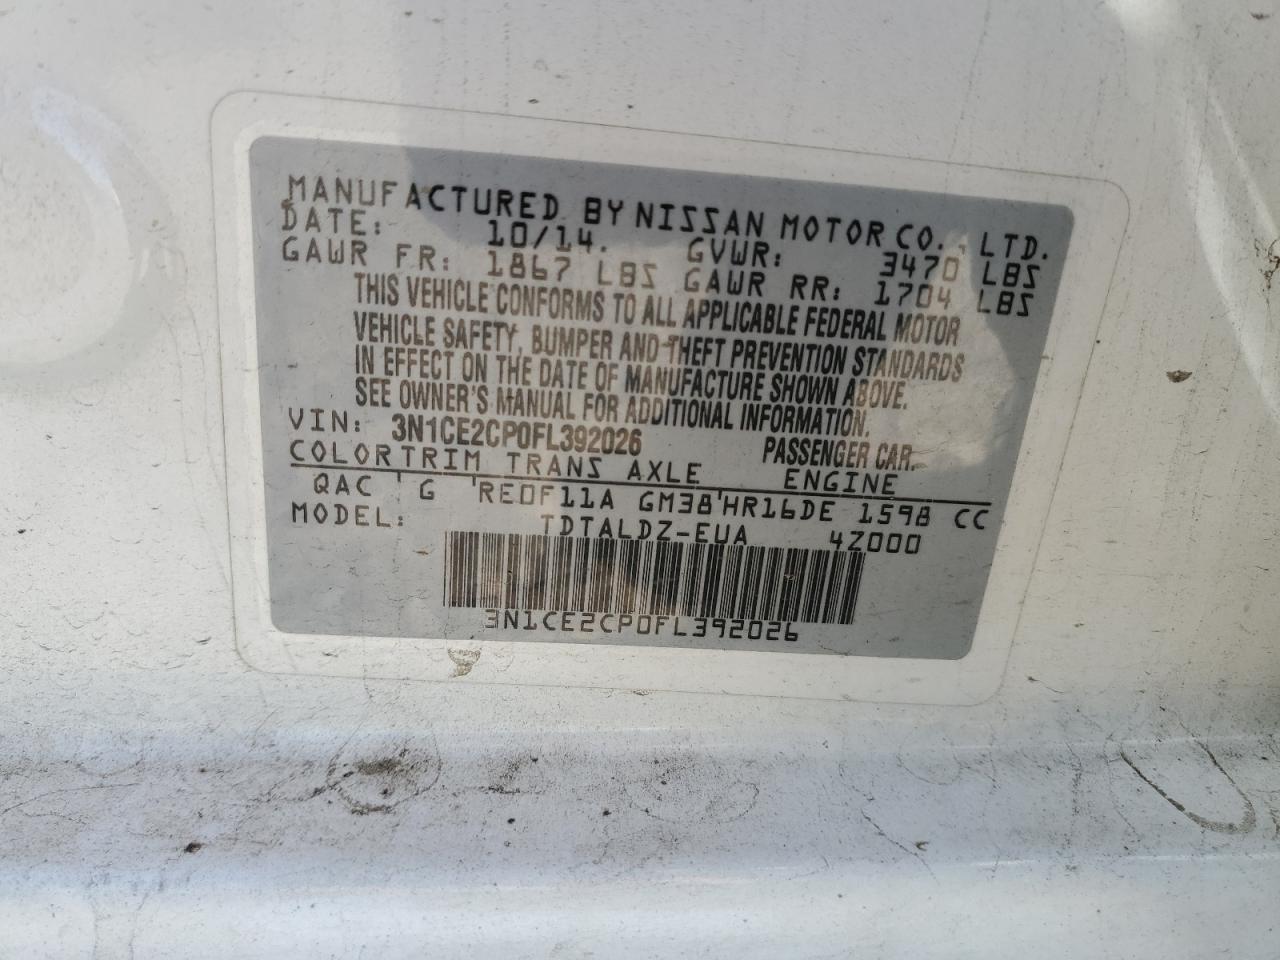 MANUFACTURED BY NISSAN MOTOR CO., LTD.
DATE: 10/14. GVWR: 3470 LBS
GAWR FR: 1867 LBS GAWR RR: 1704 LBS
THIS VEHICLE CONFORMS TO ALL APPLICABLE FEDERAL MOTOR
VEHICLE SAFETY, BUMPER AND THEFT PREVENTION STANDARDS
IN EFFECT ON THE DATE OF MANUFACTURE SHOWN ABOVE.
SEE OWNER'S MANUAL FOR ADDITIONAL INFORMATION.
VIN: 3N1CE2CP0FL392026 PASSENGER CAR.
COLORTRIM TRANS AXLE ENGINE
QAC ' G 'RE0F11A GM38'HR16DE 1598 CC
MODEL: TDTALDZ-EUA 4Z000
3N1CE2CP0FL392026